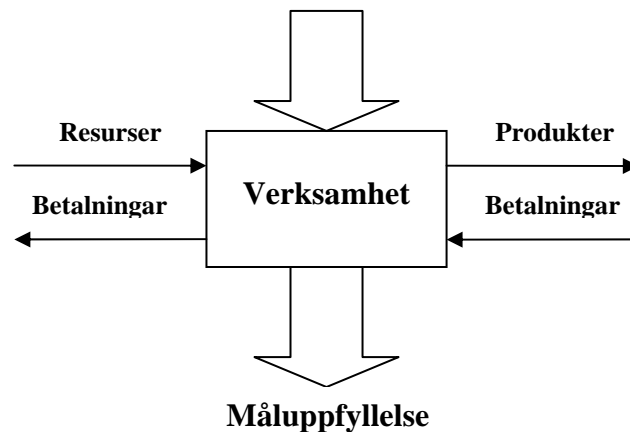 Resurser
Produkter
Verksamhet
Betalningar
Betalningar
Måluppfyllelse